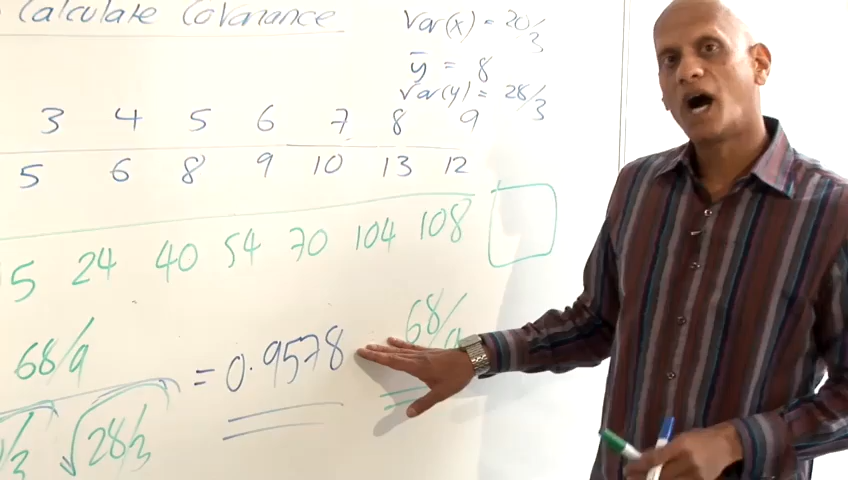 Calculate Covariance
Var(x) = 20/3
y̅ = 8
Var(y) = 28/3
3 4 5 6 7 8 9
5 6 8 9 10 13 12
15 24 40 54 70 104 108
68/9
= 0.9578
68/9
/3 √28/3